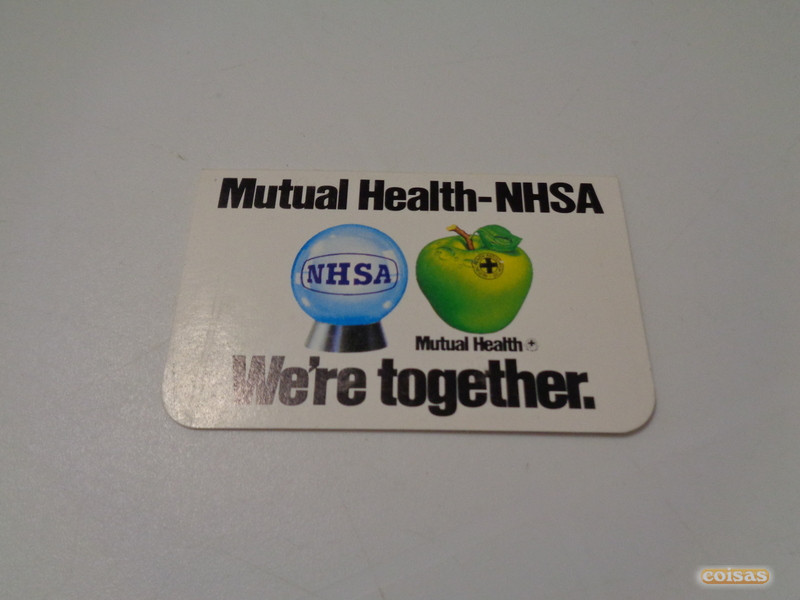 Mutual Health-NHSA
NHSA
Mutual Health
We're together.
coisas